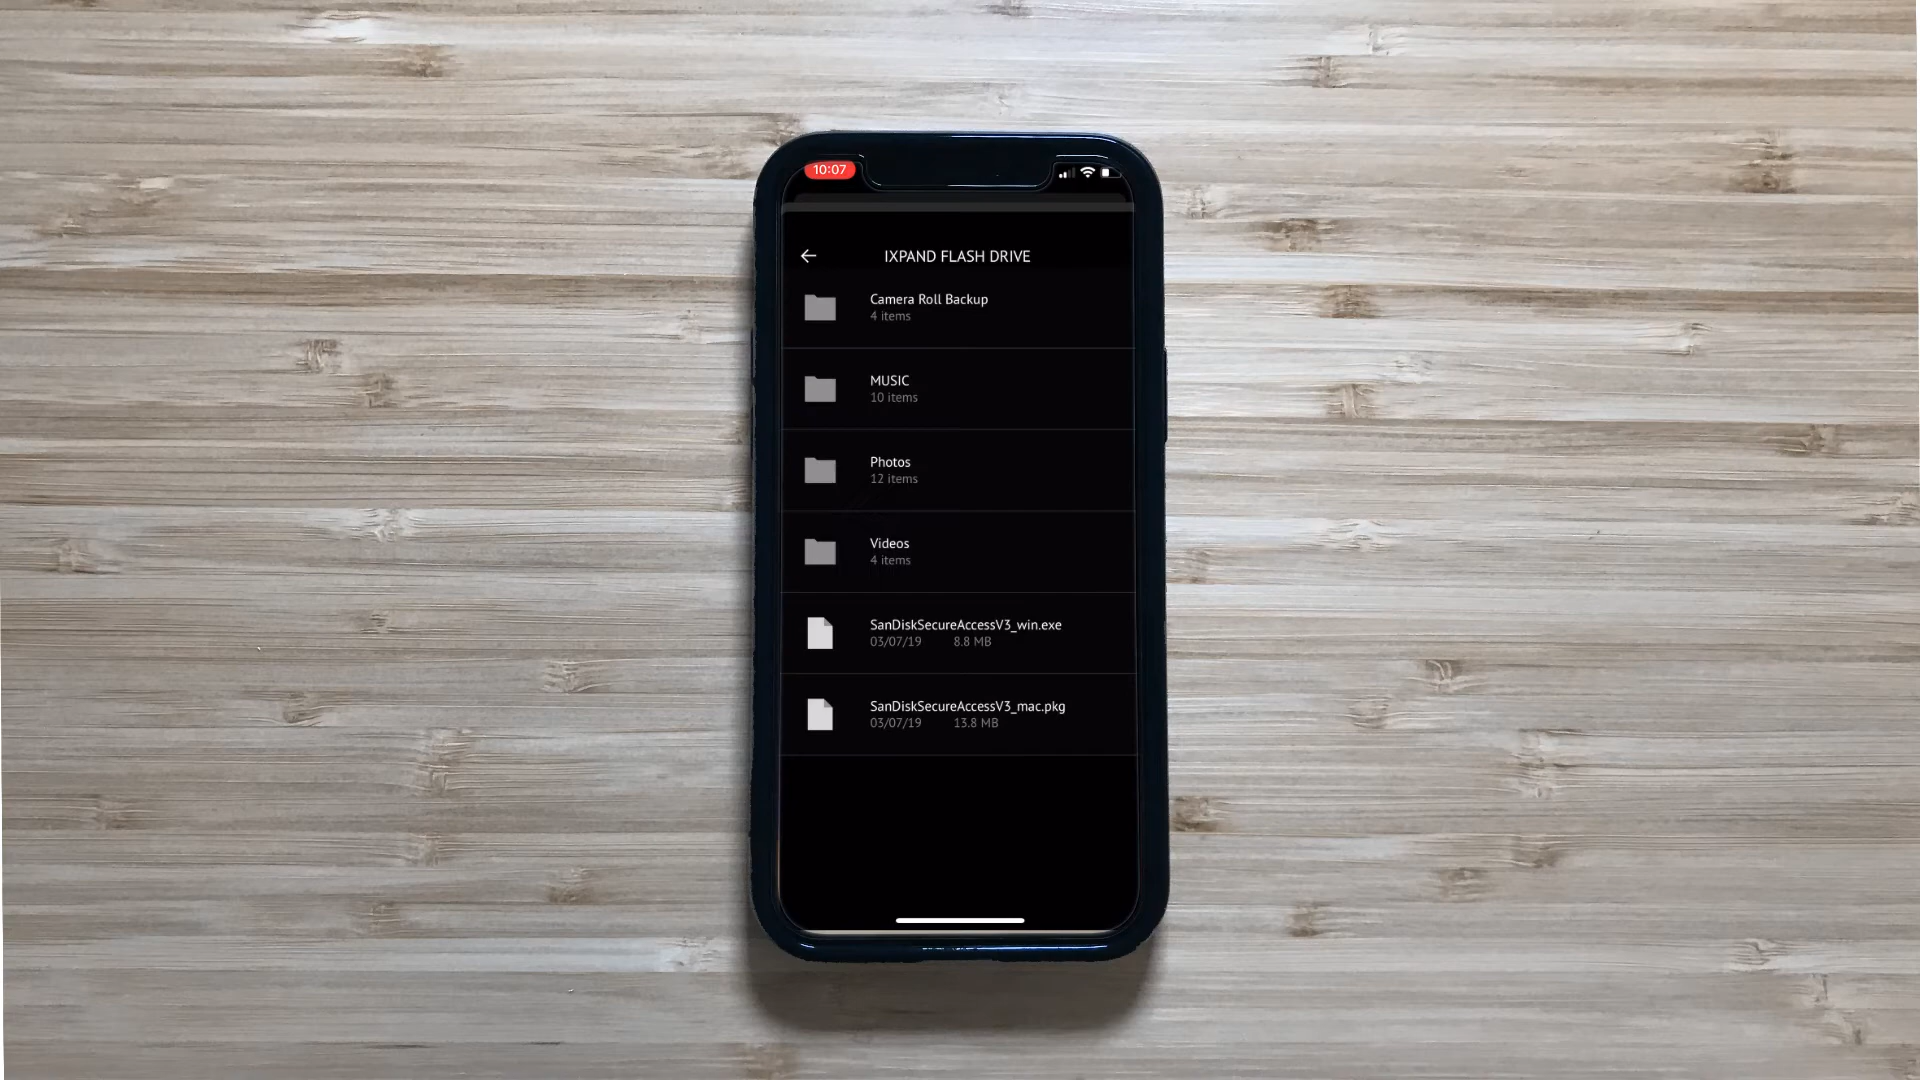 10:07
IXPAND FLASH DRIVE
Camera Roll Backup
4 items
MUSIC
10 items
Photos
12 items
Videos
4 items
SanDiskSecureAccessV3_win.exe
03/07/19 8.8 MB
SanDiskSecureAccessV3_mac.pkg
03/07/19 13.8 MB